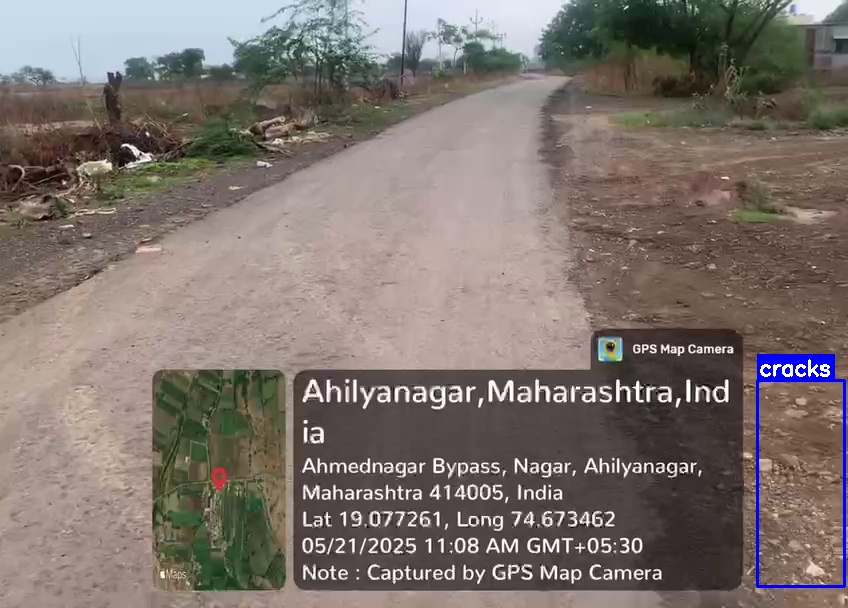 GPS Map Camera
cracks
Ahilyanagar,Maharashtra,Ind
ia
Ahmednagar Bypass, Nagar, Ahilyanagar,
Maharashtra 414005, India
Lat 19.077261, Long 74.673462
05/21/2025 11:08 AM GMT+05:30
Note : Captured by GPS Map Camera
Maps